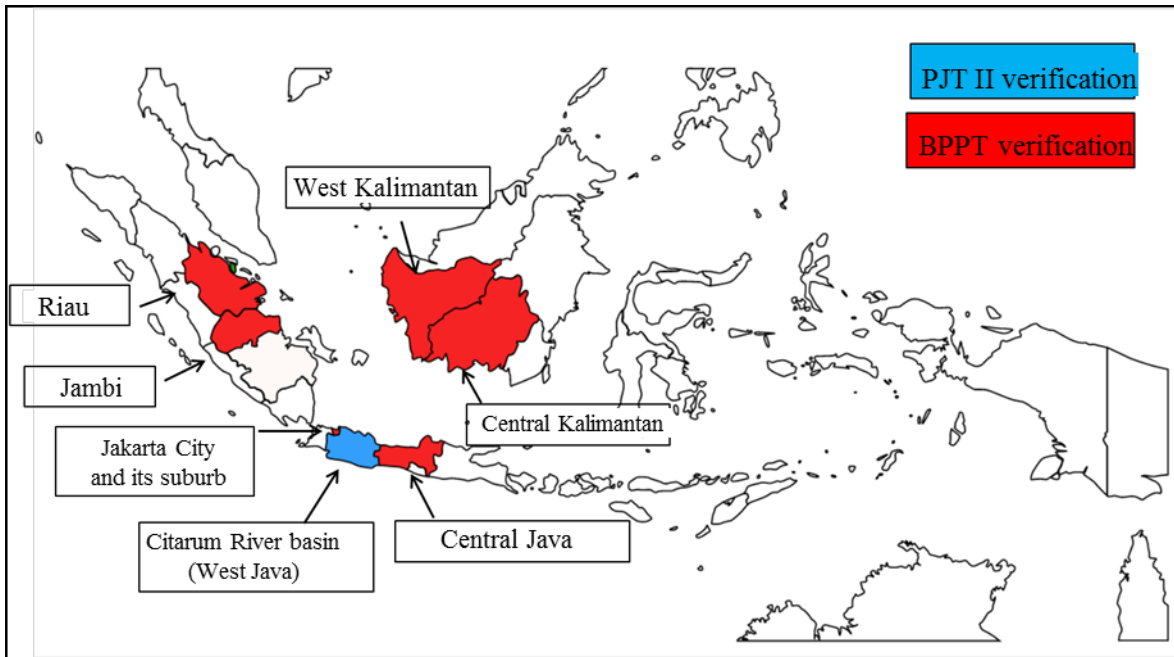 PJT II verification
BPPT verification
West Kalimantan
Riau
Jambi
Central Kalimantan
Jakarta City
and its suburb
Citarum River basin
(West Java)
Central Java